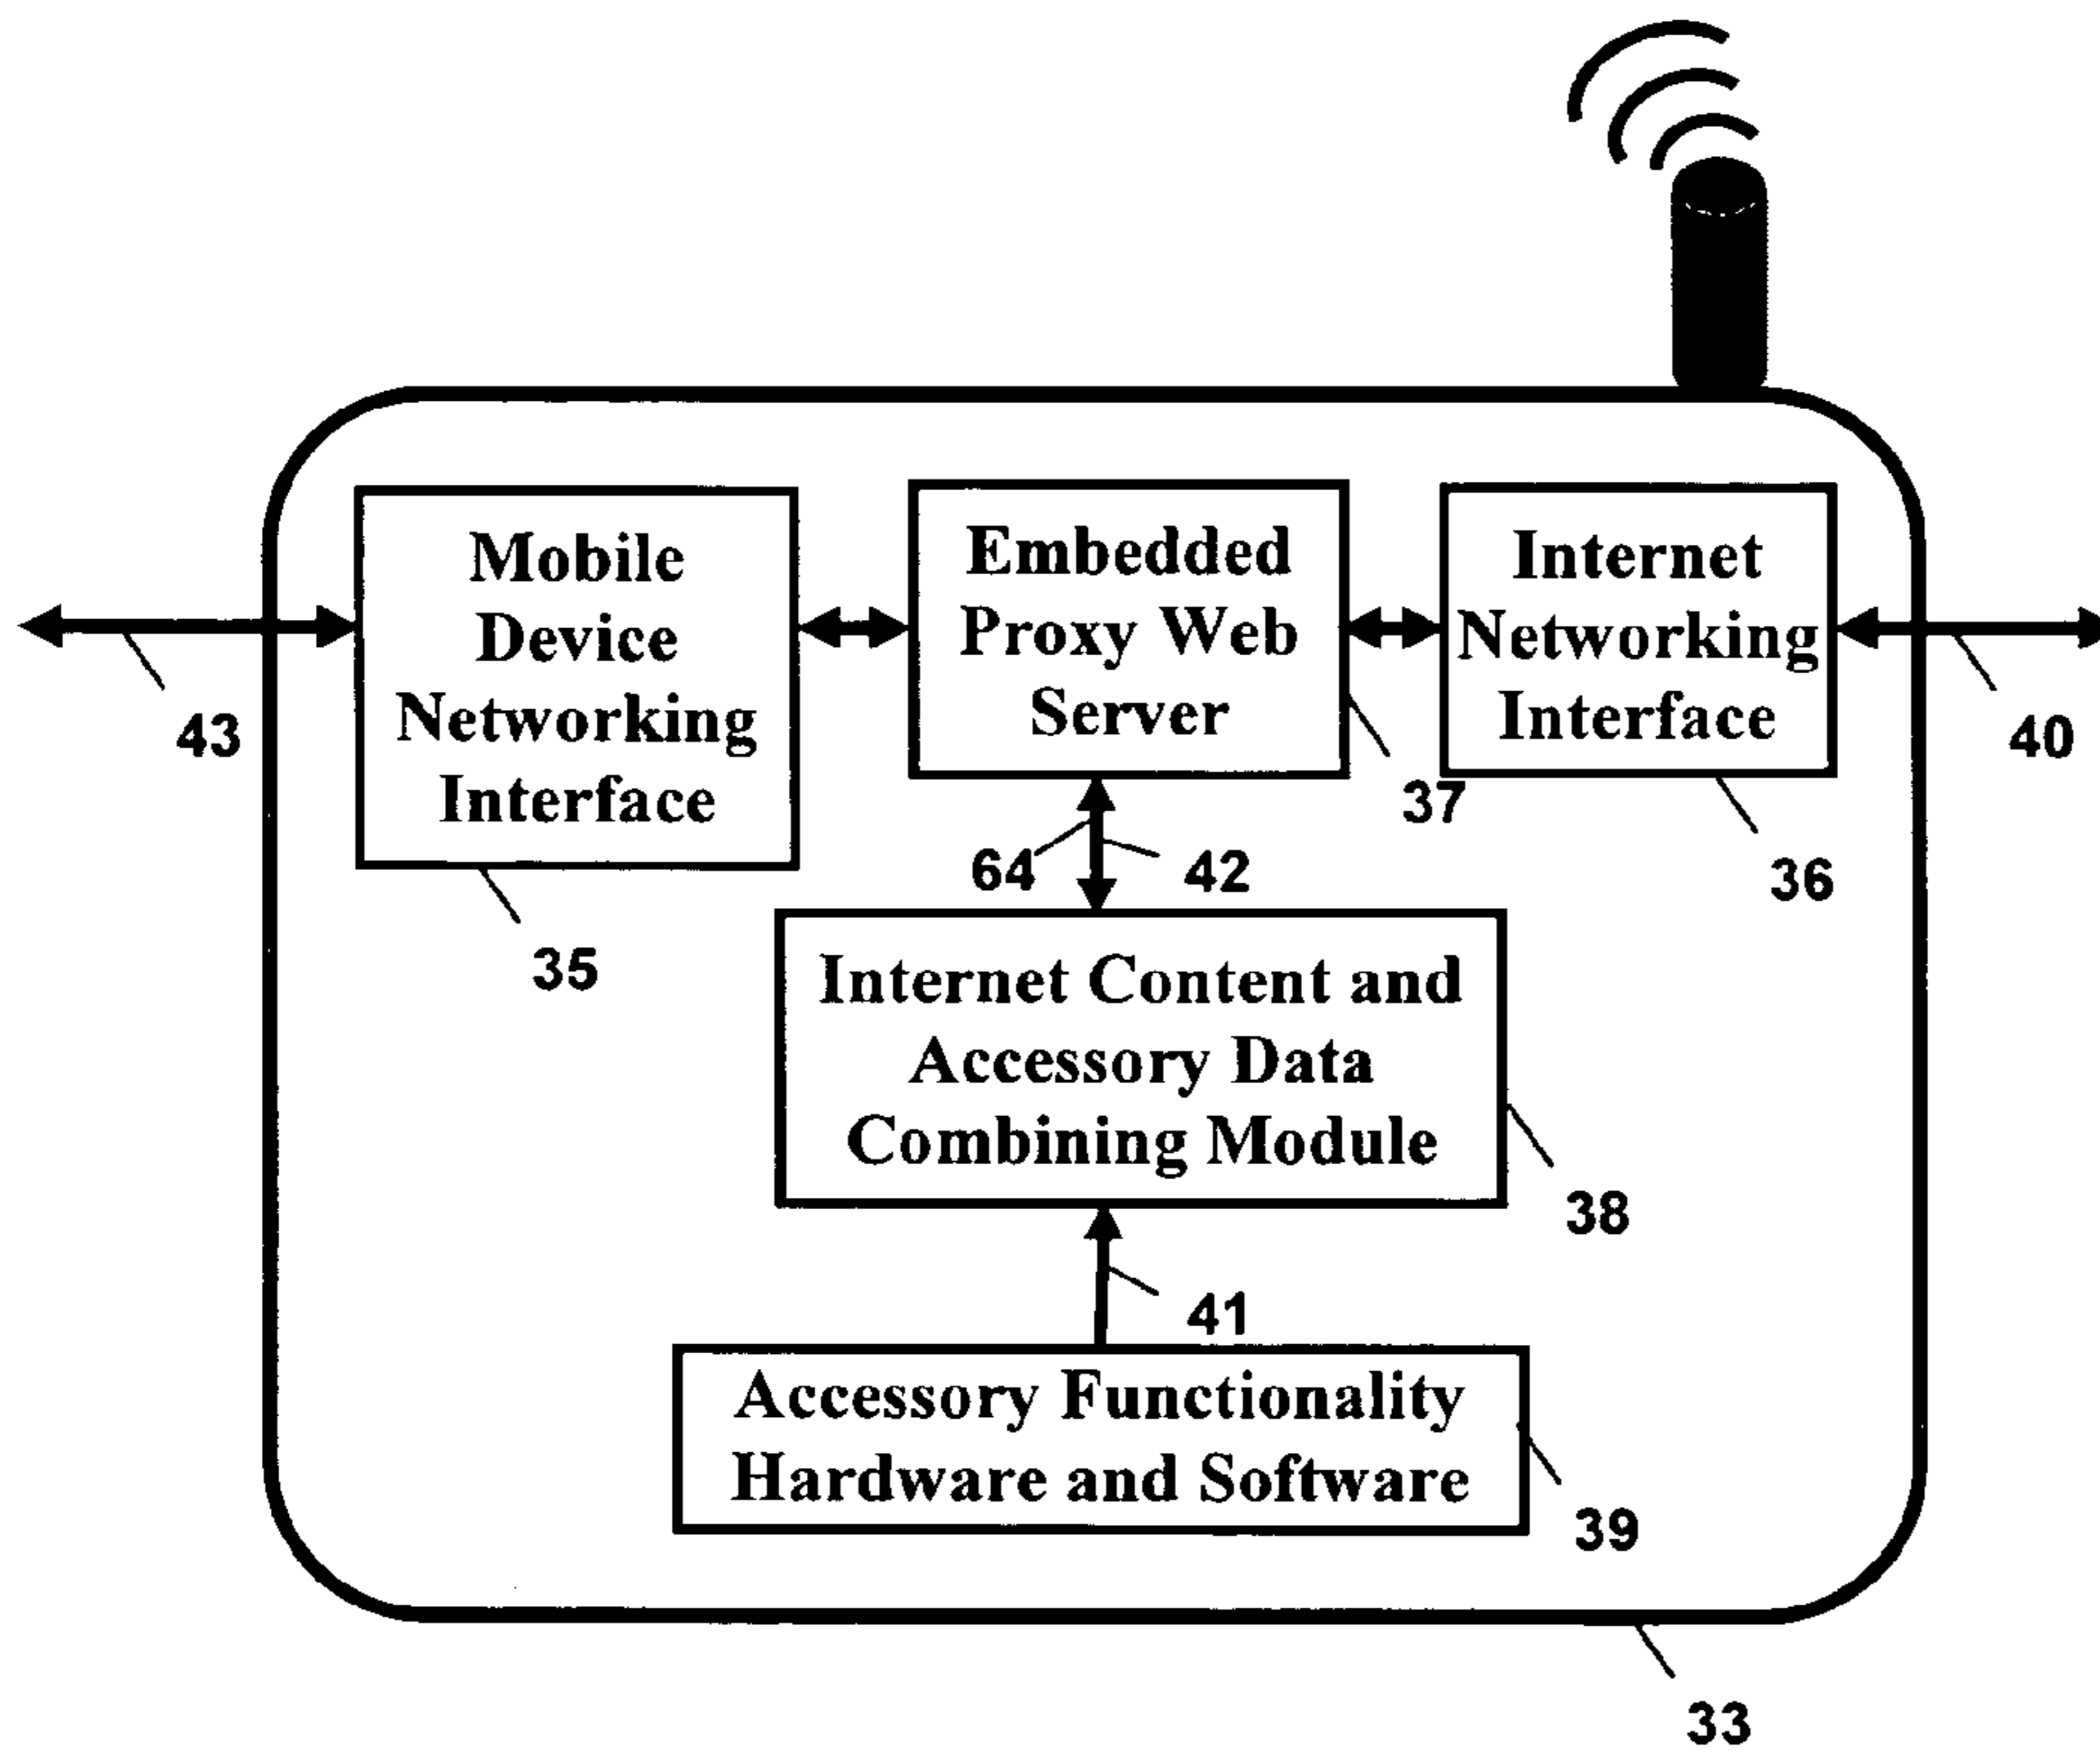 Mobile
Device
Networking
Interface
Embedded
Proxy Web
Server
Internet
Networking
Interface
43
40
37
64
42
36
35
Internet Content and
Accessory Data
Combining Module
38
41
Accessory Functionality
Hardware and Software
39
33